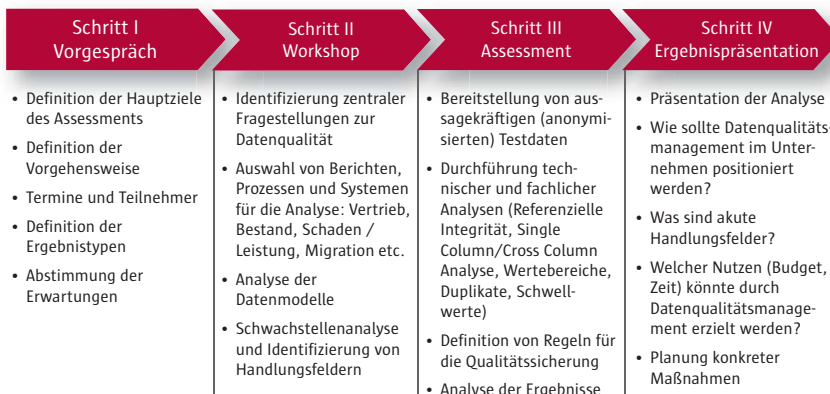 Schritt I
Vorgespräch
Schritt II
Workshop
Schritt III
Assessment
Schritt IV
Ergebnispräsentation
• Definition der Hauptziele
des Assessments
• Definition der
Vorgehensweise
• Termine und Teilnehmer
• Definition der
Ergebnistypen
• Abstimmung der
Erwartungen
• Identifizierung zentraler
Fragestellungen zur
Datenqualität
• Auswahl von Berichten,
Prozessen und Systemen
für die Analyse: Vertrieb,
Bestand, Schaden /
Leistung, Migration etc.
• Analyse der
Datenmodelle
• Schwachstellenanalyse
und Identifizierung von
Handlungsfeldern
• Bereitstellung von aus-
sagekräftigen (anonymi-
sierten) Testdaten
• Durchführung tech-
nischer und fachlicher
Analysen (Referenzielle
Integrität, Single
Column/Cross Column
Analyse, Wertebereiche,
Duplikate, Schwell-
werte)
• Definition von Regeln für
die Qualitätssicherung
• Analyse der Ergebnisse
• Präsentation der Analyse
• Wie sollte Datenqualitäts-
management im Unter-
nehmen positioniert
werden?
• Was sind akute
Handlungsfelder?
• Welcher Nutzen (Budget,
Zeit) könnte durch
Datenqualitätsmanage-
ment erzielt werden?
• Planung konkreter
Maßnahmen